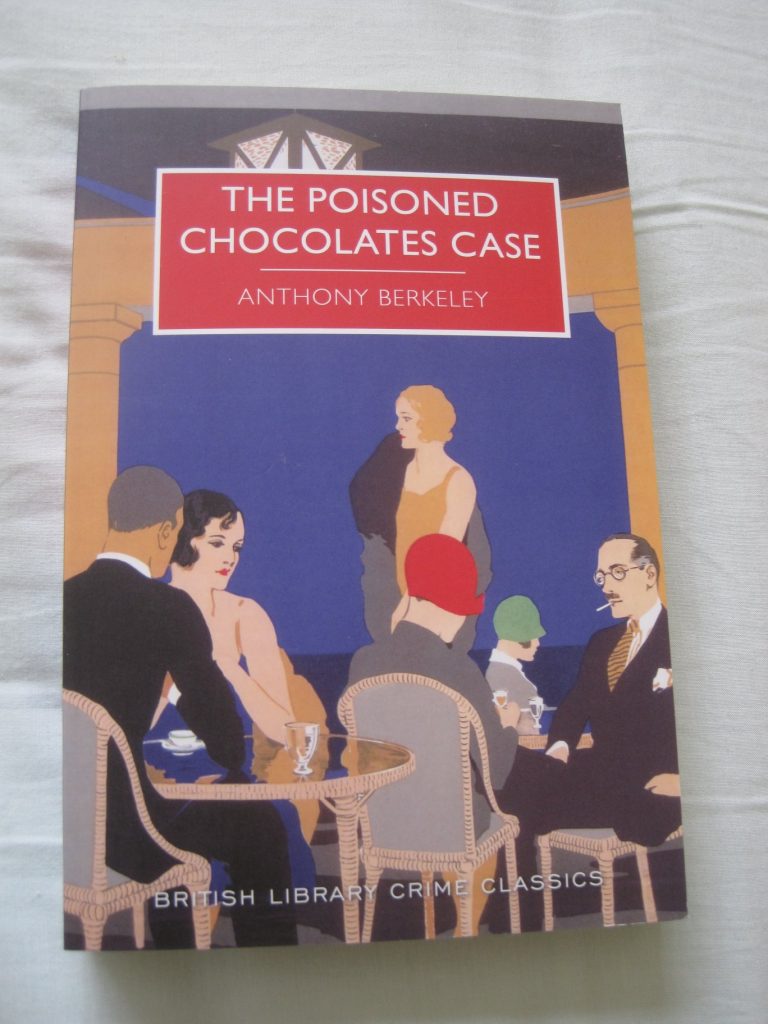 THE POISONED
CHOCOLATES CASE
ANTHONY BERKELEY
BRITISH LIBRARY CRIME CLASSICS